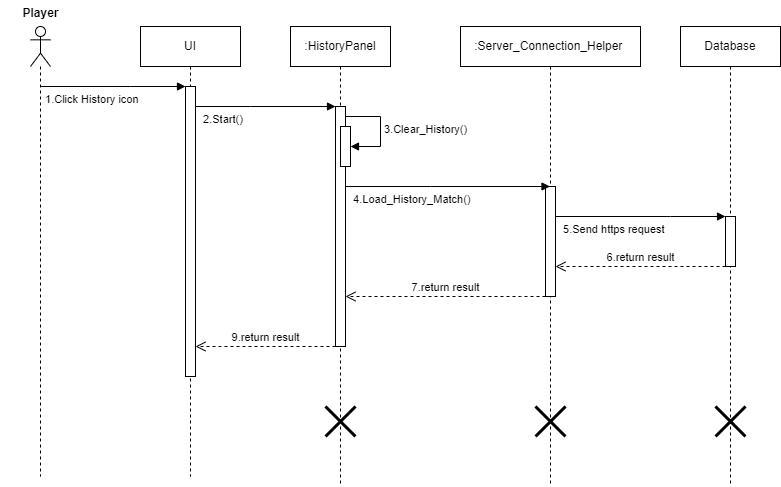 Player
UI
:HistoryPanel
:Server_Connection_Helper
Database
1.Click History icon
2.Start()
3.Clear_History()
4.Load_History_Match()
5.Send https request
6.return result
7.return result
9.return result